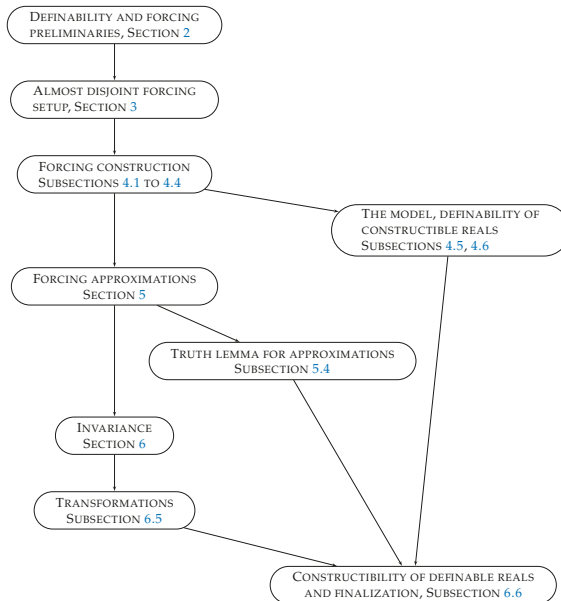 DEFINABILITY AND FORCING
PRELIMINARIES, SECTION 2
ALMOST DISJOINT FORCING
SETUP, SECTION 3
FORCING CONSTRUCTION
SUBSECTIONS 4.1 TO 4.4
THE MODEL, DEFINABILITY OF
CONSTRUCTIBLE REALS
SUBSECTIONS 4.5, 4.6
FORCING APPROXIMATIONS
SECTION 5
TRUTH LEMMA FOR APPROXIMATIONS
SUBSECTION 5.4
INVARIANCE
SECTION 6
TRANSFORMATIONS
SUBSECTION 6.5
CONSTRUCTIBILITY OF DEFINABLE REALS
AND FINALIZATION, SUBSECTION 6.6